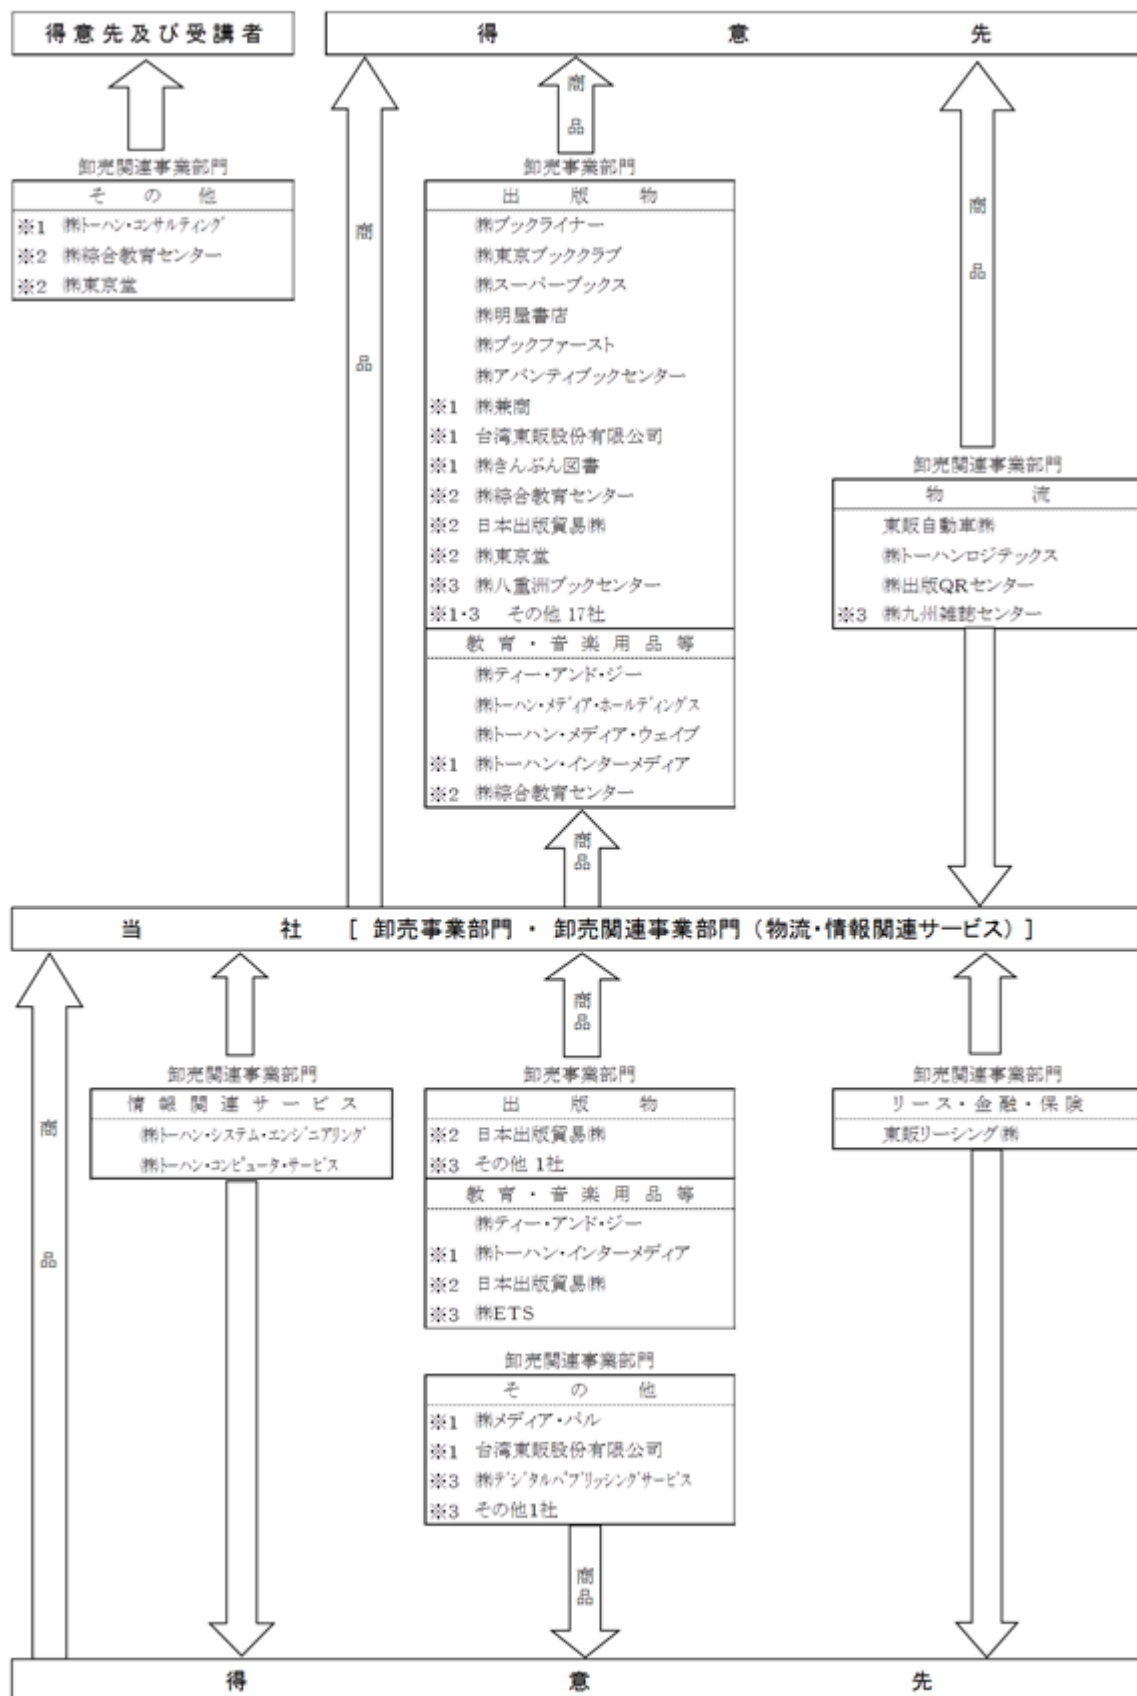 得意先及び受講者
得意先
商品
卸売関連事業部門
その他
※1 ㈱トーハン・コンサルティング
※2 ㈱綜合教育センター
※2 ㈱東京堂
商品
卸売事業部門
出版物
㈱ブックライナー
㈱東京ブッククラブ
㈱スーパーブックス
㈱明屋書店
㈱ブックファースト
㈱アバンティブックセンター
※1 ㈱兼商
※1 台湾東販股份有限公司
※1 ㈱きんぶん図書
※2 ㈱綜合教育センター
※2 日本出版貿易㈱
※2 ㈱東京堂
※3 ㈱八重洲ブックセンター
※1・3 その他 17社
教育・音楽用品等
㈱ティー・アンド・ジー
㈱トーハン・メディア・ホールディングス
㈱トーハン・メディア・ウェイブ
※1 ㈱トーハン・インターメディア
※2 ㈱綜合教育センター
商品
商品
卸売関連事業部門
物流
東販自動車㈱
㈱トーハンロジテックス
㈱出版QRセンター
※3 ㈱九州雑誌センター
当社 [ 卸売事業部門 ・ 卸売関連事業部門（物流・情報関連サービス）]
商品
卸売関連事業部門
情報関連サービス
㈱トーハン・システム・エンジニアリング
㈱トーハン・コンピュータ・サービス
商品
卸売事業部門
出版物
※2 日本出版貿易㈱
※3 その他 1社
教育・音楽用品等
㈱ティー・アンド・ジー
※1 ㈱トーハン・インターメディア
※2 日本出版貿易㈱
※3 ㈱ETS
卸売関連事業部門
その他
※1 ㈱メディア・パル
※1 台湾東販股份有限公司
※3 ㈱デジタルパブリッシングサービス
※3 その他1社
商品
卸売関連事業部門
リース・金融・保険
東販リーシング㈱
得意先